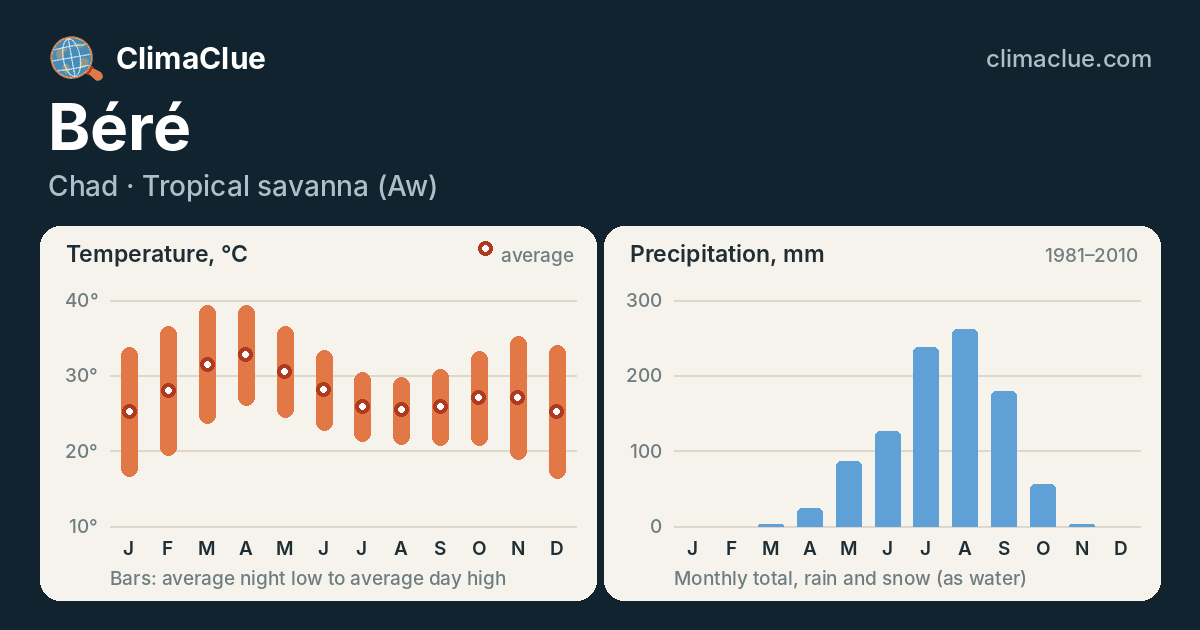 ClimaClue
climaclue.com
Béré
Chad · Tropical savanna (Aw)
Temperature, °C
average
40°
30°
20°
10°
J F M A M J J A S O N D
Bars: average night low to average day high
Precipitation, mm
1981–2010
300
200
100
0
J F M A M J J A S O N D
Monthly total, rain and snow (as water)